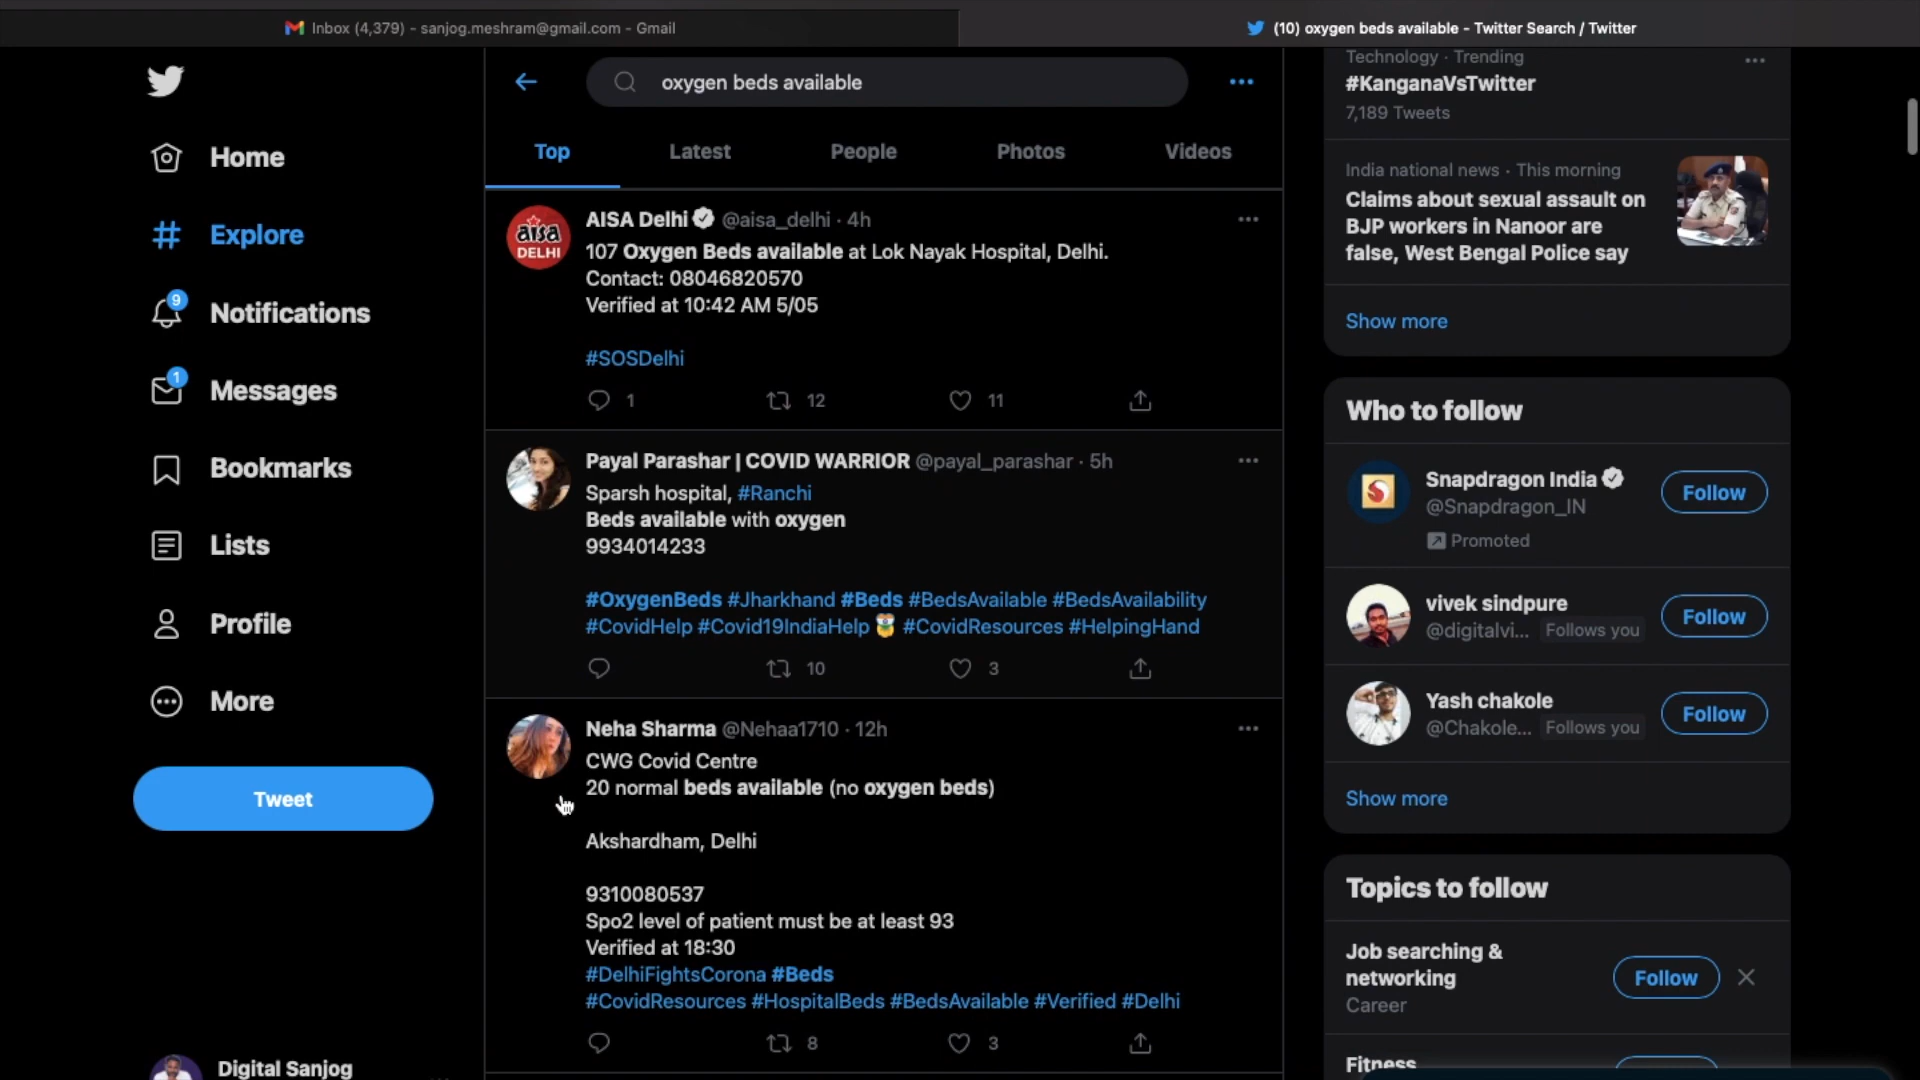 Inbox (4,379) - sanjog.meshram@gmail.com - Gmail
(10) oxygen beds available - Twitter Search / Twitter
Home
Explore
9
Notifications
1
Messages
Bookmarks
Lists
Profile
More
Tweet
Digital Sanjog
oxygen beds available
Top Latest People Photos Videos
aisa
DELHI
AISA Delhi @aisa_delhi · 4h
107 Oxygen Beds available at Lok Nayak Hospital, Delhi.
Contact: 08046820570
Verified at 10:42 AM 5/05
#SOSDelhi
1 12 11
Payal Parashar | COVID WARRIOR @payal_parashar · 5h
Sparsh hospital, #Ranchi
Beds available with oxygen
9934014233
#OxygenBeds #Jharkhand #Beds #BedsAvailable #BedsAvailability
#CovidHelp #Covid19IndiaHelp #CovidResources #HelpingHand
10 3
Neha Sharma @Nehaa1710 · 12h
CWG Covid Centre
20 normal beds available (no oxygen beds)
Akshardham, Delhi
9310080537
Spo2 level of patient must be at least 93
Verified at 18:30
#DelhiFightsCorona #Beds
#CovidResources #HospitalBeds #BedsAvailable #Verified #Delhi
8 3
Technology · Trending
#KanganaVsTwitter
7,189 Tweets
India national news · This morning
Claims about sexual assault on
BJP workers in Nanoor are
false, West Bengal Police say
Show more
Who to follow
Snapdragon India
@Snapdragon_IN
Promoted
Follow
vivek sindpure
@digitalvi... Follows you
Follow
Yash chakole
@Chakole... Follows you
Follow
Show more
Topics to follow
Job searching &
networking
Career
Follow
Fitness